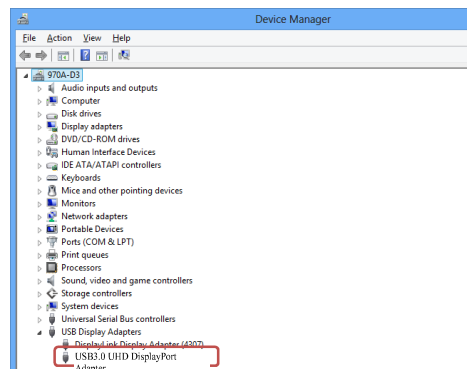 Device Manager
File Action View Help
970A-D3
Audio inputs and outputs
Computer
Disk drives
Display adapters
DVD/CD-ROM drives
Human Interface Devices
IDE ATA/ATAPI controllers
Keyboards
Mice and other pointing devices
Monitors
Network adapters
Portable Devices
Ports (COM & LPT)
Print queues
Processors
Sound, video and game controllers
Storage controllers
System devices
Universal Serial Bus controllers
USB Display Adapters
DisplayLink Display Adapter (4307)
USB3.0 UHD DisplayPort
Adapter